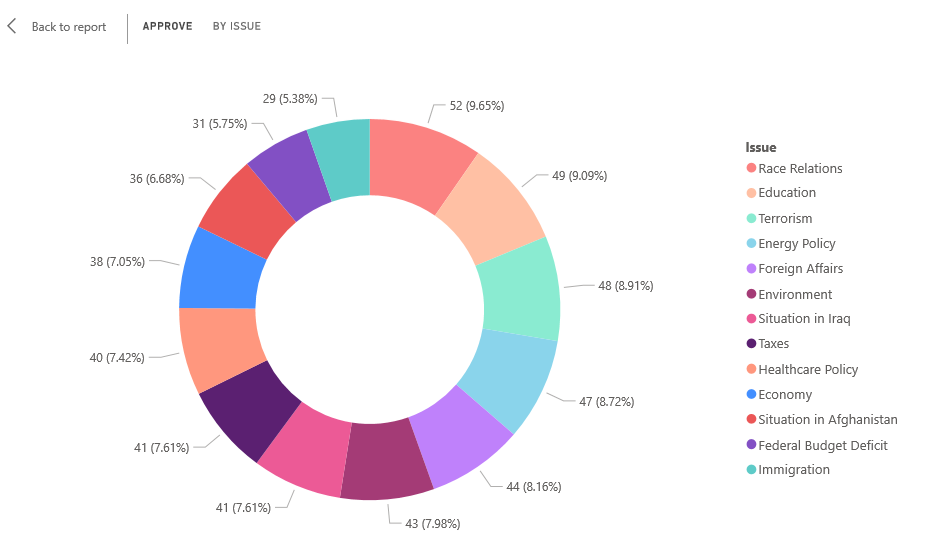 Back to report
APPROVE
BY ISSUE
29 (5.38%)
52 (9.65%)
31 (5.75%)
49 (9.09%)
36 (6.68%)
38 (7.05%)
48 (8.91%)
40 (7.42%)
47 (8.72%)
41 (7.61%)
44 (8.16%)
41 (7.61%)
43 (7.98%)
Issue
Race Relations
Education
Terrorism
Energy Policy
Foreign Affairs
Environment
Situation in Iraq
Taxes
Healthcare Policy
Economy
Situation in Afghanistan
Federal Budget Deficit
Immigration